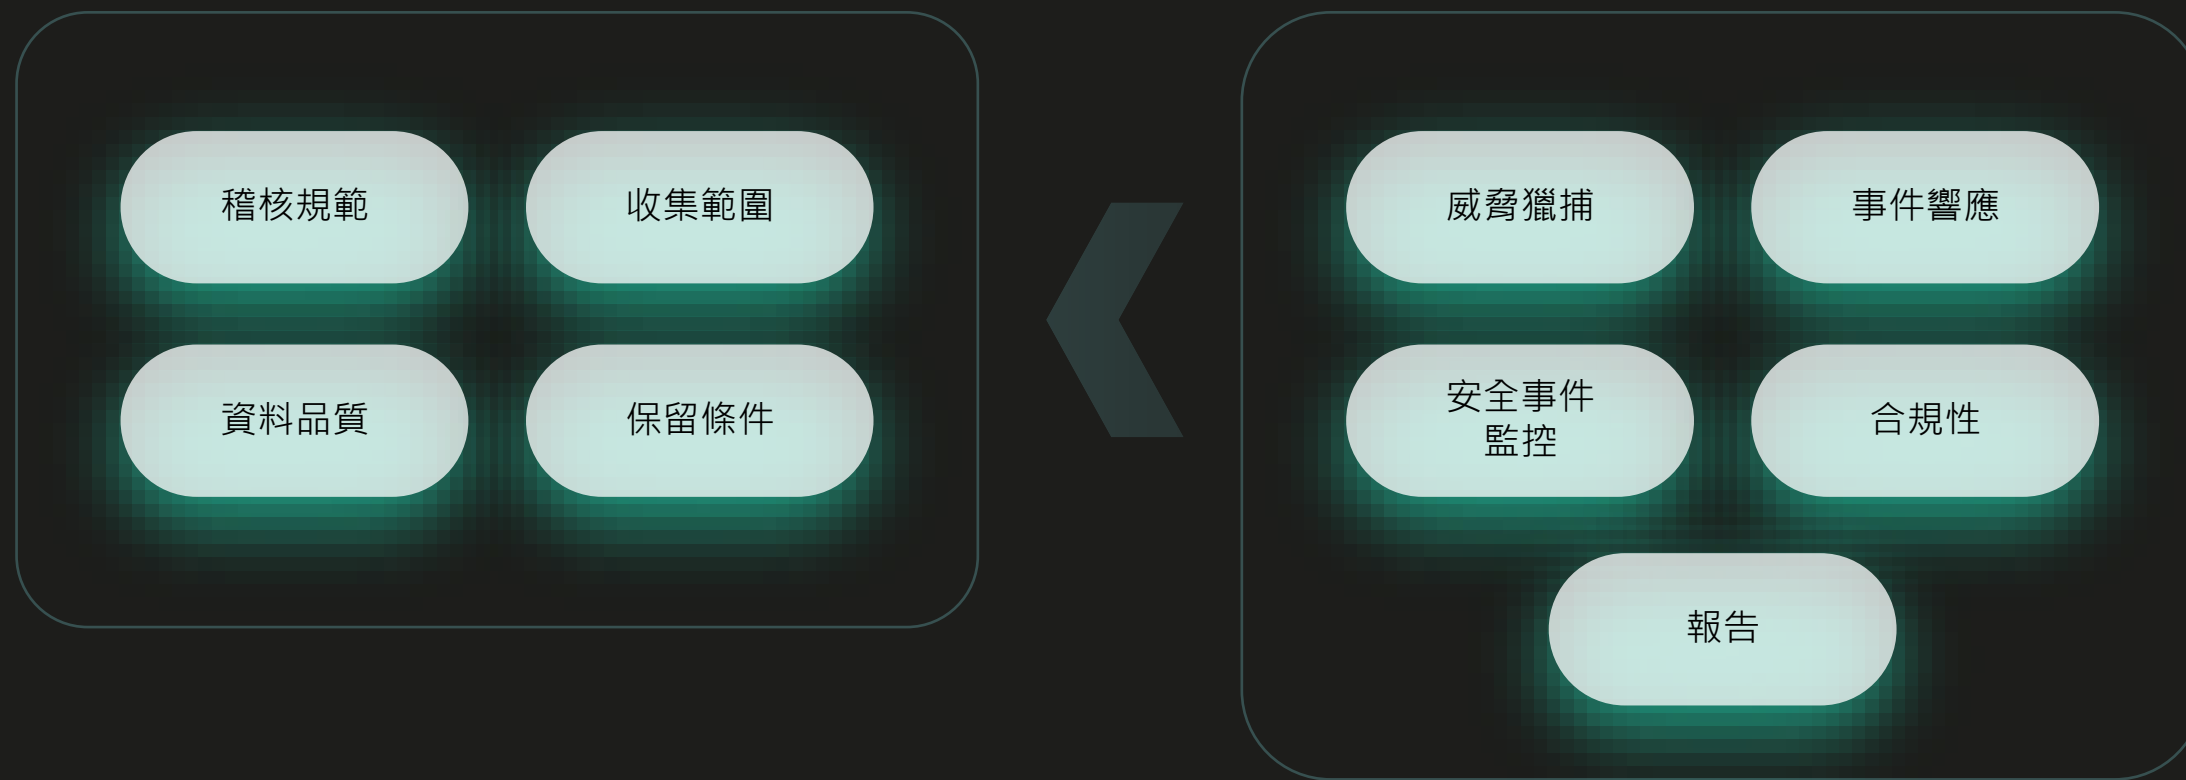 稽核規範
收集範圍
資料品質
保留條件
威脅獵捕
事件響應
安全事件
監控
合規性
報告